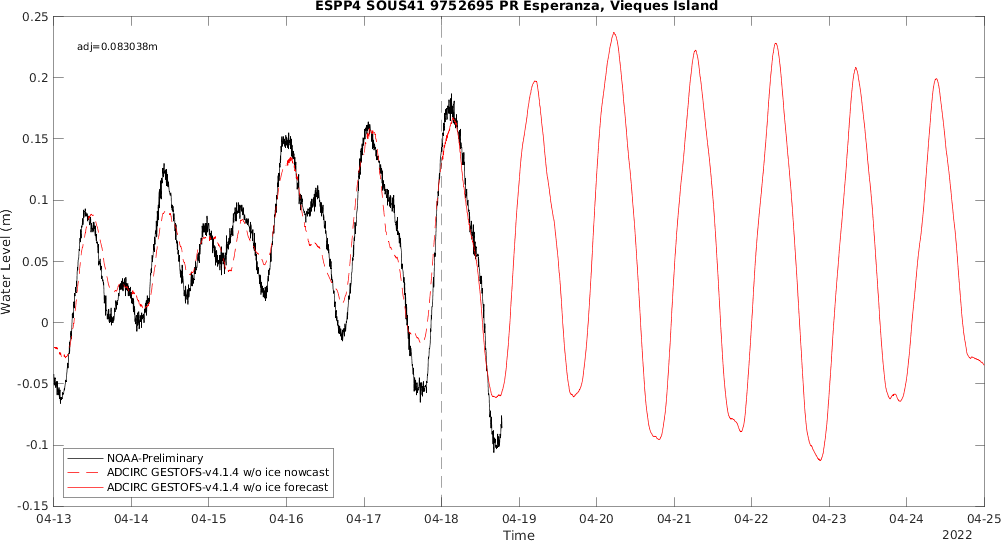 ESPP4 SOUS41 9752695 PR Esperanza, Vieques Island
0.25
adj=0.083038m
0.2
0.15
0.1
0.05
0
-0.05
-0.1
-0.15
Water Level (m)
NOAA-Preliminary
ADCIRC GESTOFS-v4.1.4 w/o ice nowcast
ADCIRC GESTOFS-v4.1.4 w/o ice forecast
04-13 04-14 04-15 04-16 04-17 04-18 04-19 04-20 04-21 04-22 04-23 04-24 04-25
Time
2022